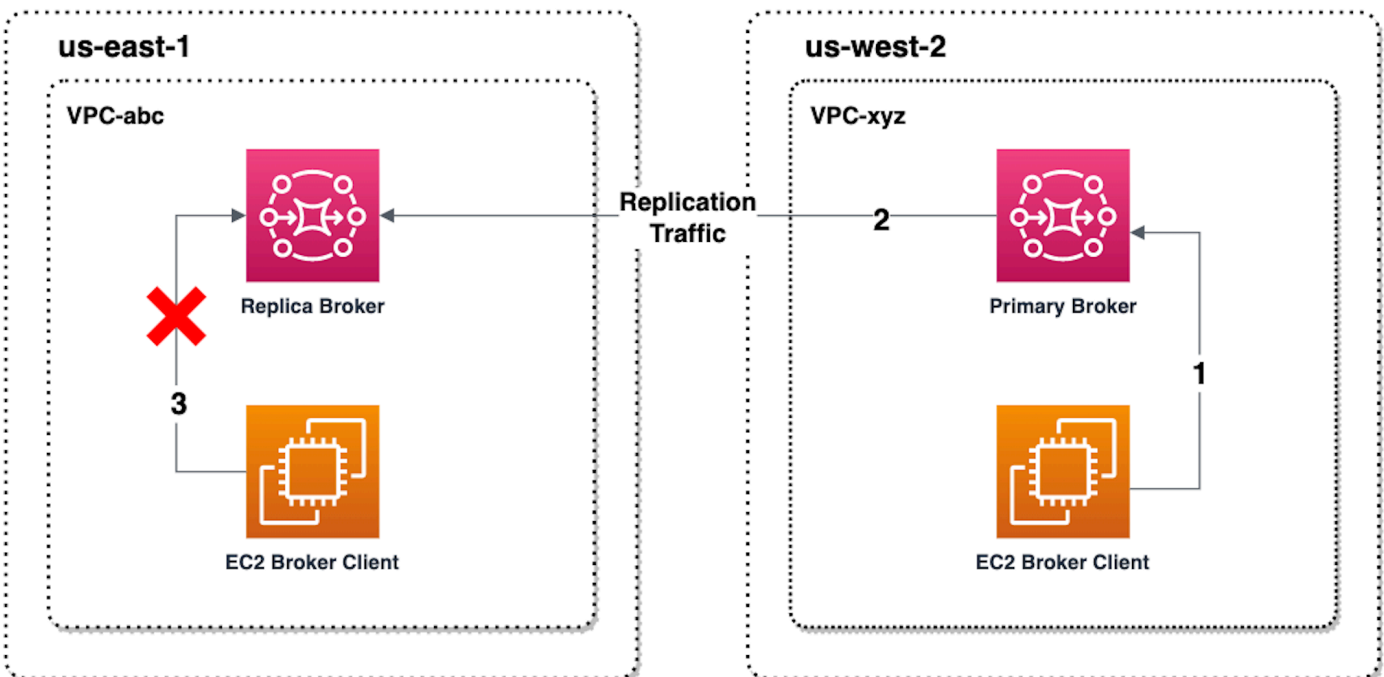 us-east-1
VPC-abc
Replica Broker
3
EC2 Broker Client
Replication
Traffic
2
us-west-2
VPC-xyz
Primary Broker
1
EC2 Broker Client